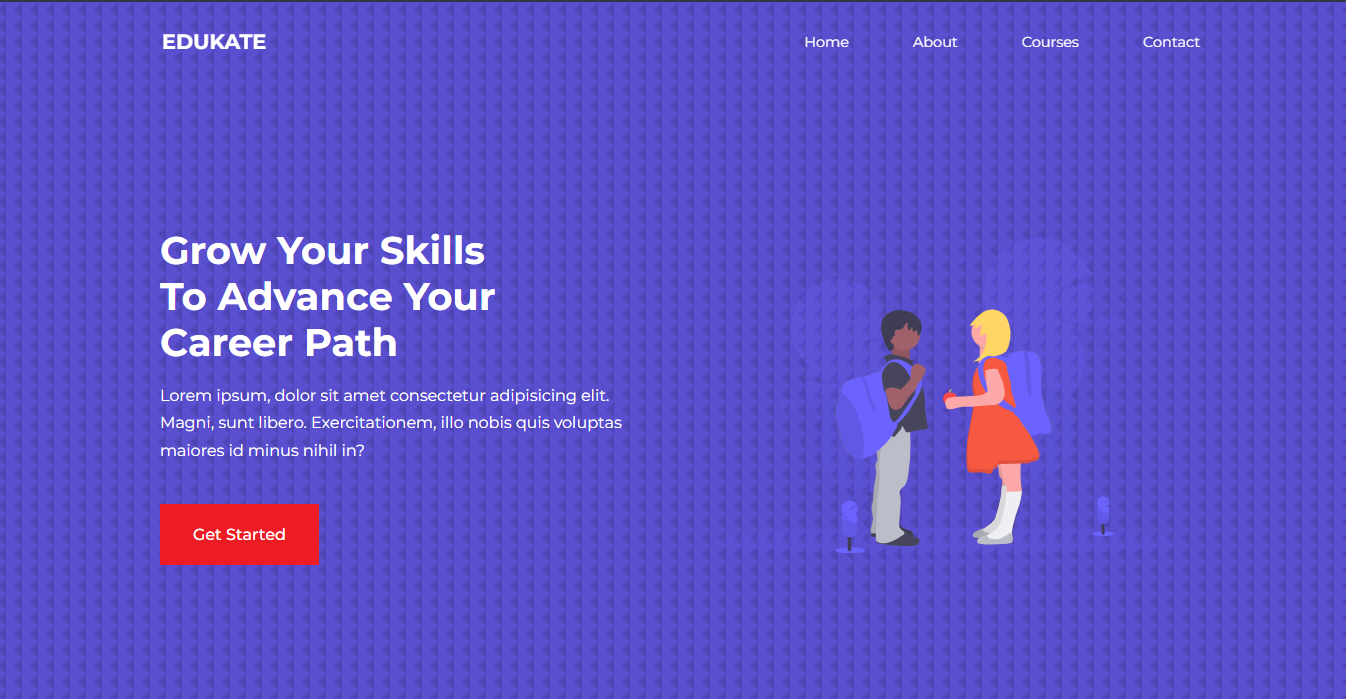 EDUKATE
Home About Courses Contact
Grow Your Skills
To Advance Your
Career Path
Lorem ipsum, dolor sit amet consectetur adipisicing elit.
Magni, sunt libero. Exercitationem, illo nobis quis voluptas
maiores id minus nihil in?
Get Started